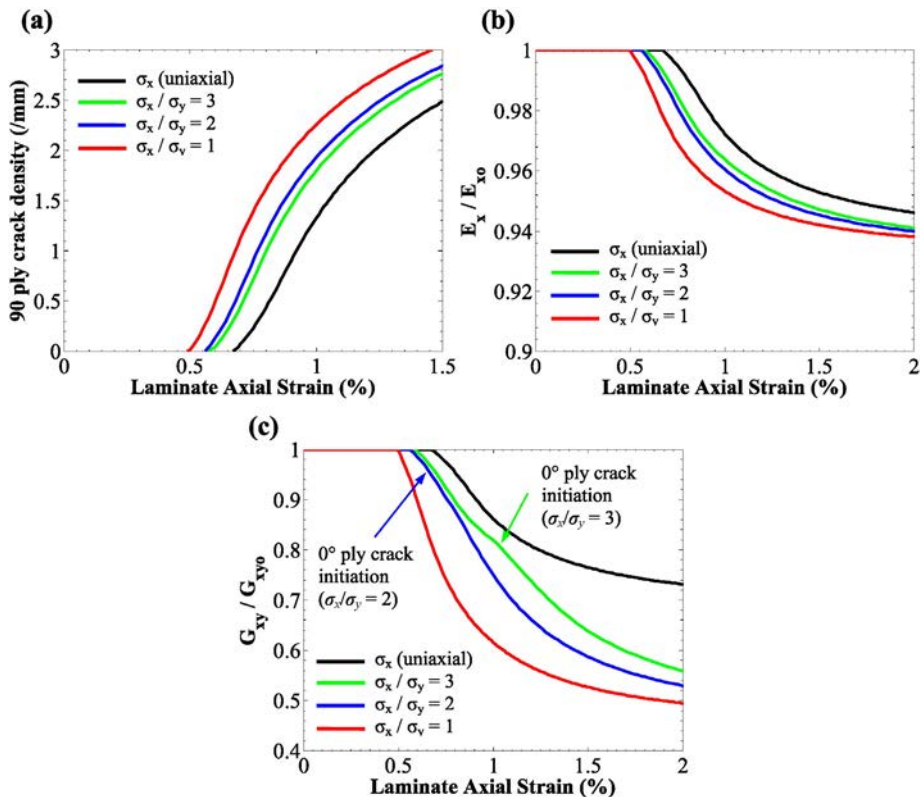 (a)
90 ply crack density (/mm)
3
2.5
2
1.5
1
0.5
0
σx (uniaxial)
σx / σy = 3
σx / σy = 2
σx / σv = 1
0
0.5
1
1.5
Laminate Axial Strain (%)
(b)
Ex / Exo
1
0.98
0.96
0.94
0.92
0.9
σx (uniaxial)
σx / σy = 3
σx / σy = 2
σx / σv = 1
0
0.5
1
1.5
2
Laminate Axial Strain (%)
(c)
Gxy / Gxyo
1
0.9
0.8
0.7
0.6
0.5
0.4
0° ply crack
initiation
(σx/σy = 3)
0° ply crack
initiation
(σx/σy = 2)
σx (uniaxial)
σx / σy = 3
σx / σy = 2
σx / σv = 1
0
0.5
1
1.5
2
Laminate Axial Strain (%)